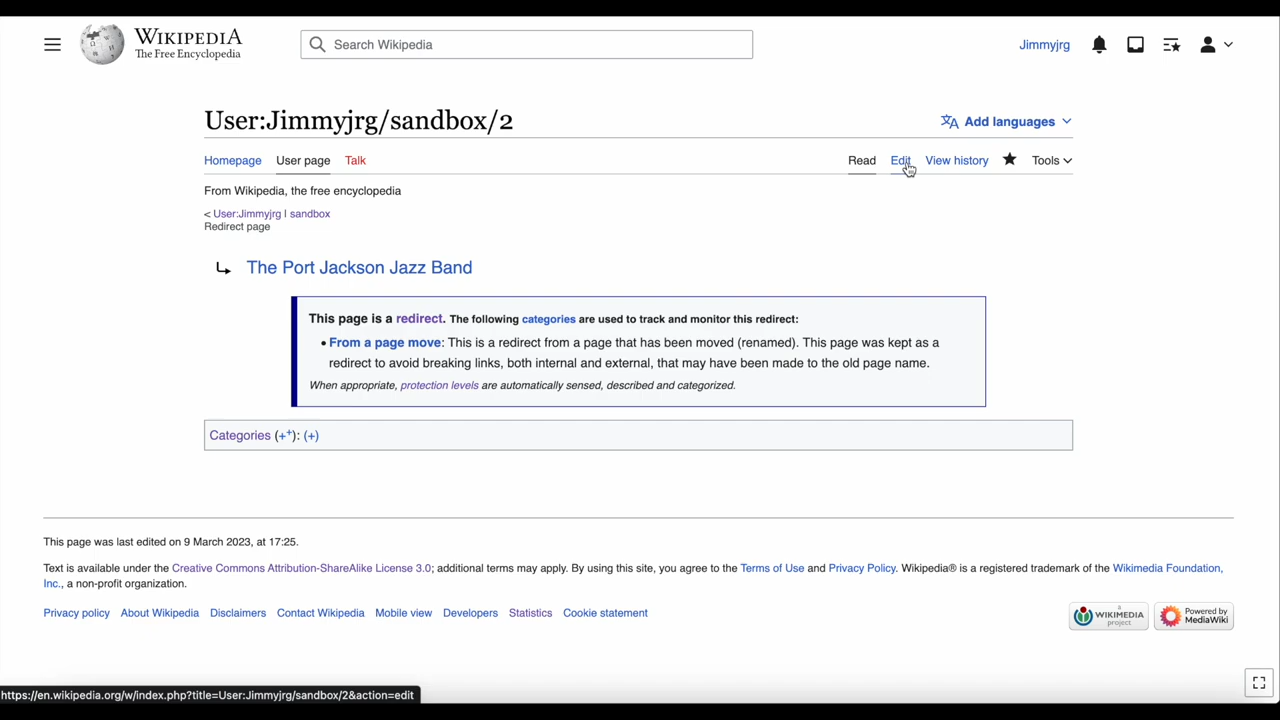 WIKIPEDIA
The Free Encyclopedia
Search Wikipedia
Jimmyjrg
User:Jimmyjrg/sandbox/2
Add languages
Homepage User page Talk
Read Edit View history Tools
From Wikipedia, the free encyclopedia
< User:Jimmyjrg | sandbox
Redirect page
The Port Jackson Jazz Band
This page is a redirect. The following categories are used to track and monitor this redirect:
• From a page move: This is a redirect from a page that has been moved (renamed). This page was kept as a
redirect to avoid breaking links, both internal and external, that may have been made to the old page name.
When appropriate, protection levels are automatically sensed, described and categorized.
Categories (+⁺): (+)
This page was last edited on 9 March 2023, at 17:25.
Text is available under the Creative Commons Attribution-ShareAlike License 3.0; additional terms may apply. By using this site, you agree to the Terms of Use and Privacy Policy. Wikipedia® is a registered trademark of the Wikimedia Foundation,
Inc., a non-profit organization.
Privacy policy About Wikipedia Disclaimers Contact Wikipedia Mobile view Developers Statistics Cookie statement
A
WIKIMEDIA
project
Powered by
MediaWiki
https://en.wikipedia.org/w/index.php?title=User:Jimmyjrg/sandbox/2&action=edit